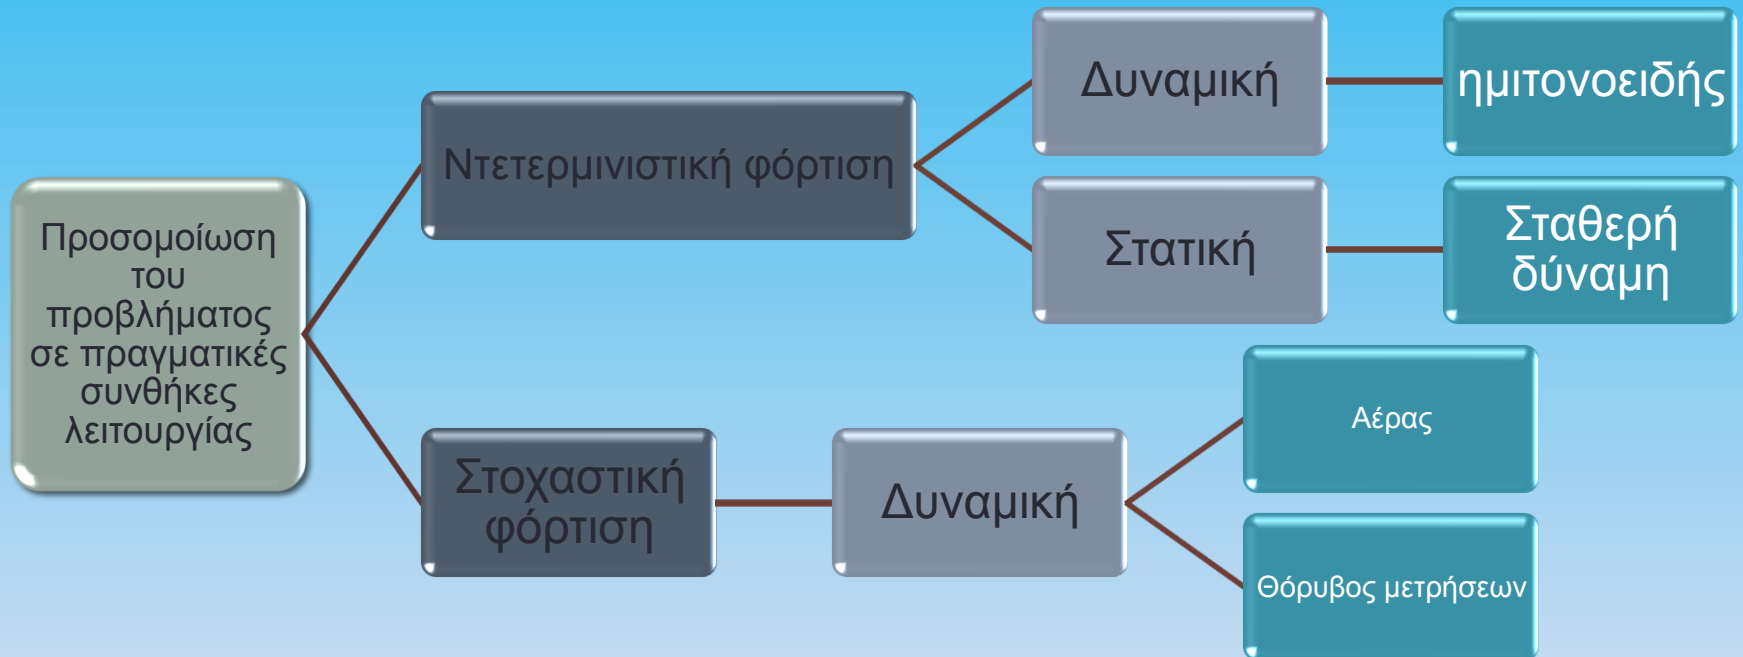 Προσομοίωση
του
προβλήματος
σε πραγματικές
συνθήκες
λειτουργίας
Ντετερμινιστική φόρτιση
Δυναμική
ημιτονοειδής
Στατική
Σταθερή
δύναμη
Στοχαστική
φόρτιση
Δυναμική
Αέρας
Θόρυβος μετρήσεων